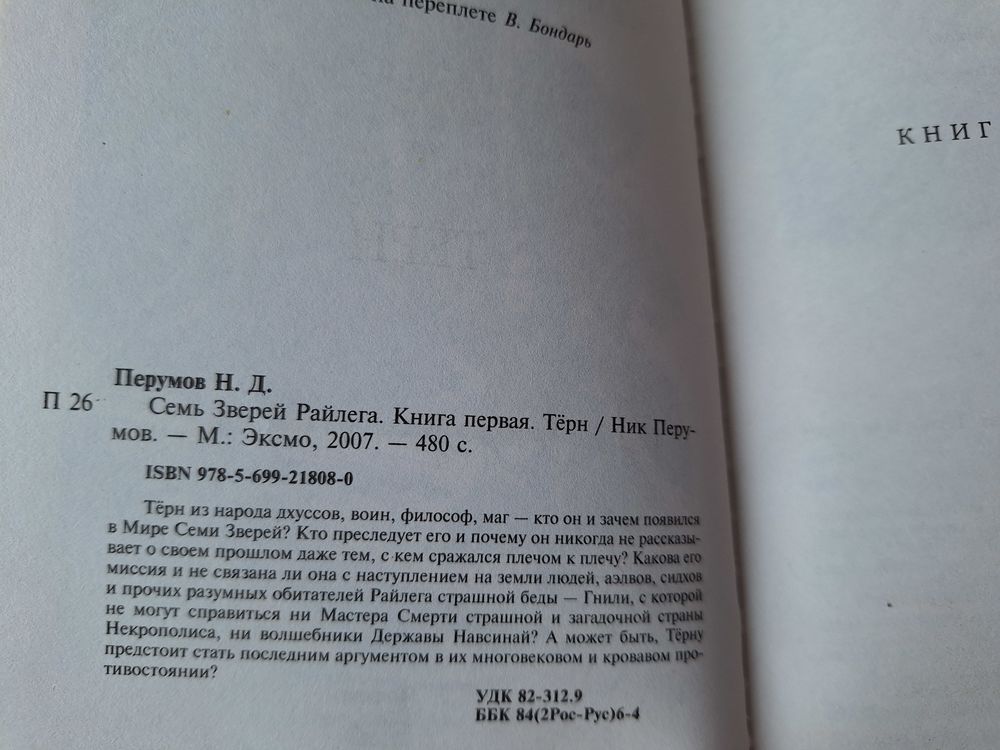 переплете В. Бондарь
КНИГ
Перумов Н. Д.
П 26 Семь Зверей Райлега. Книга первая. Тёрн / Ник Перу-
мов. — М.: Эксмо, 2007. — 480 с.
ISBN 978-5-699-21808-0
Тёрн из народа дхуссов, воин, философ, маг — кто он и зачем появился
в Мире Семи Зверей? Кто преследует его и почему он никогда не рассказы-
вает о своем прошлом даже тем, с кем сражался плечом к плечу? Какова его
миссия и не связана ли она с наступлением на земли людей, аэлвов, сидхов
и прочих разумных обитателей Райлега страшной беды — Гнили, с которой
не могут справиться ни Мастера Смерти страшной и загадочной страны
Некрополиса, ни волшебники Державы Навсинай? А может быть, Тёрну
предстоит стать последним аргументом в их многовековом и кровавом про-
тивостоянии?
УДК 82-312.9
ББК 84(2Рос-Рус)6-4